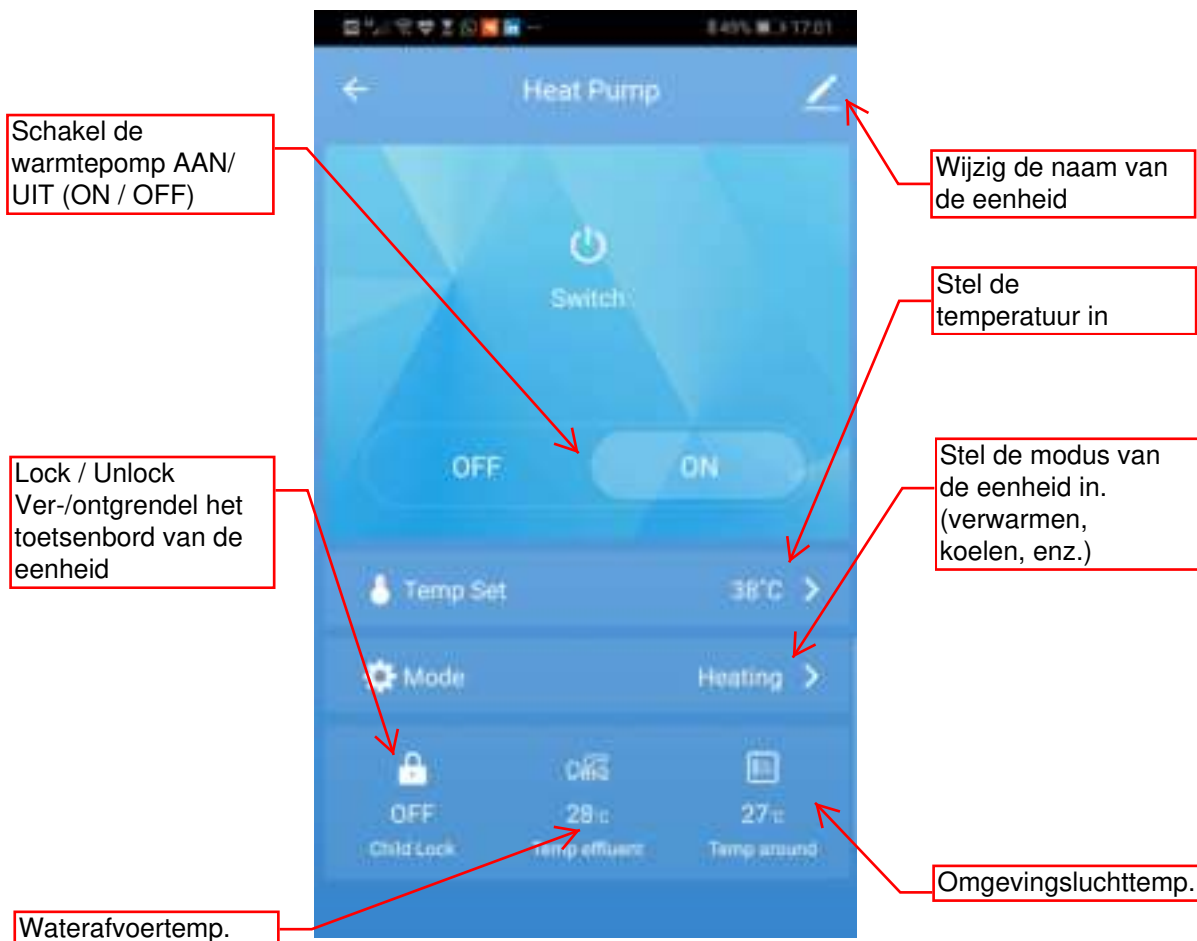 49% 17:01
Heat Pump
Schakel de
warmtepomp AAN/
UIT (ON / OFF)
Wijzig de naam van
de eenheid
Switch
Stel de
temperatuur in
OFF ON
Lock / Unlock
Ver-/ontgrendel het
toetsenbord van de
eenheid
Stel de modus van
de eenheid in.
(verwarmen,
koelen, enz.)
Temp Set 38°C
Mode Heating
OFF 28°C 27°C
Child Lock Temp effluent Temp around
Omgevingsluchttemp.
Waterafvoertemp.